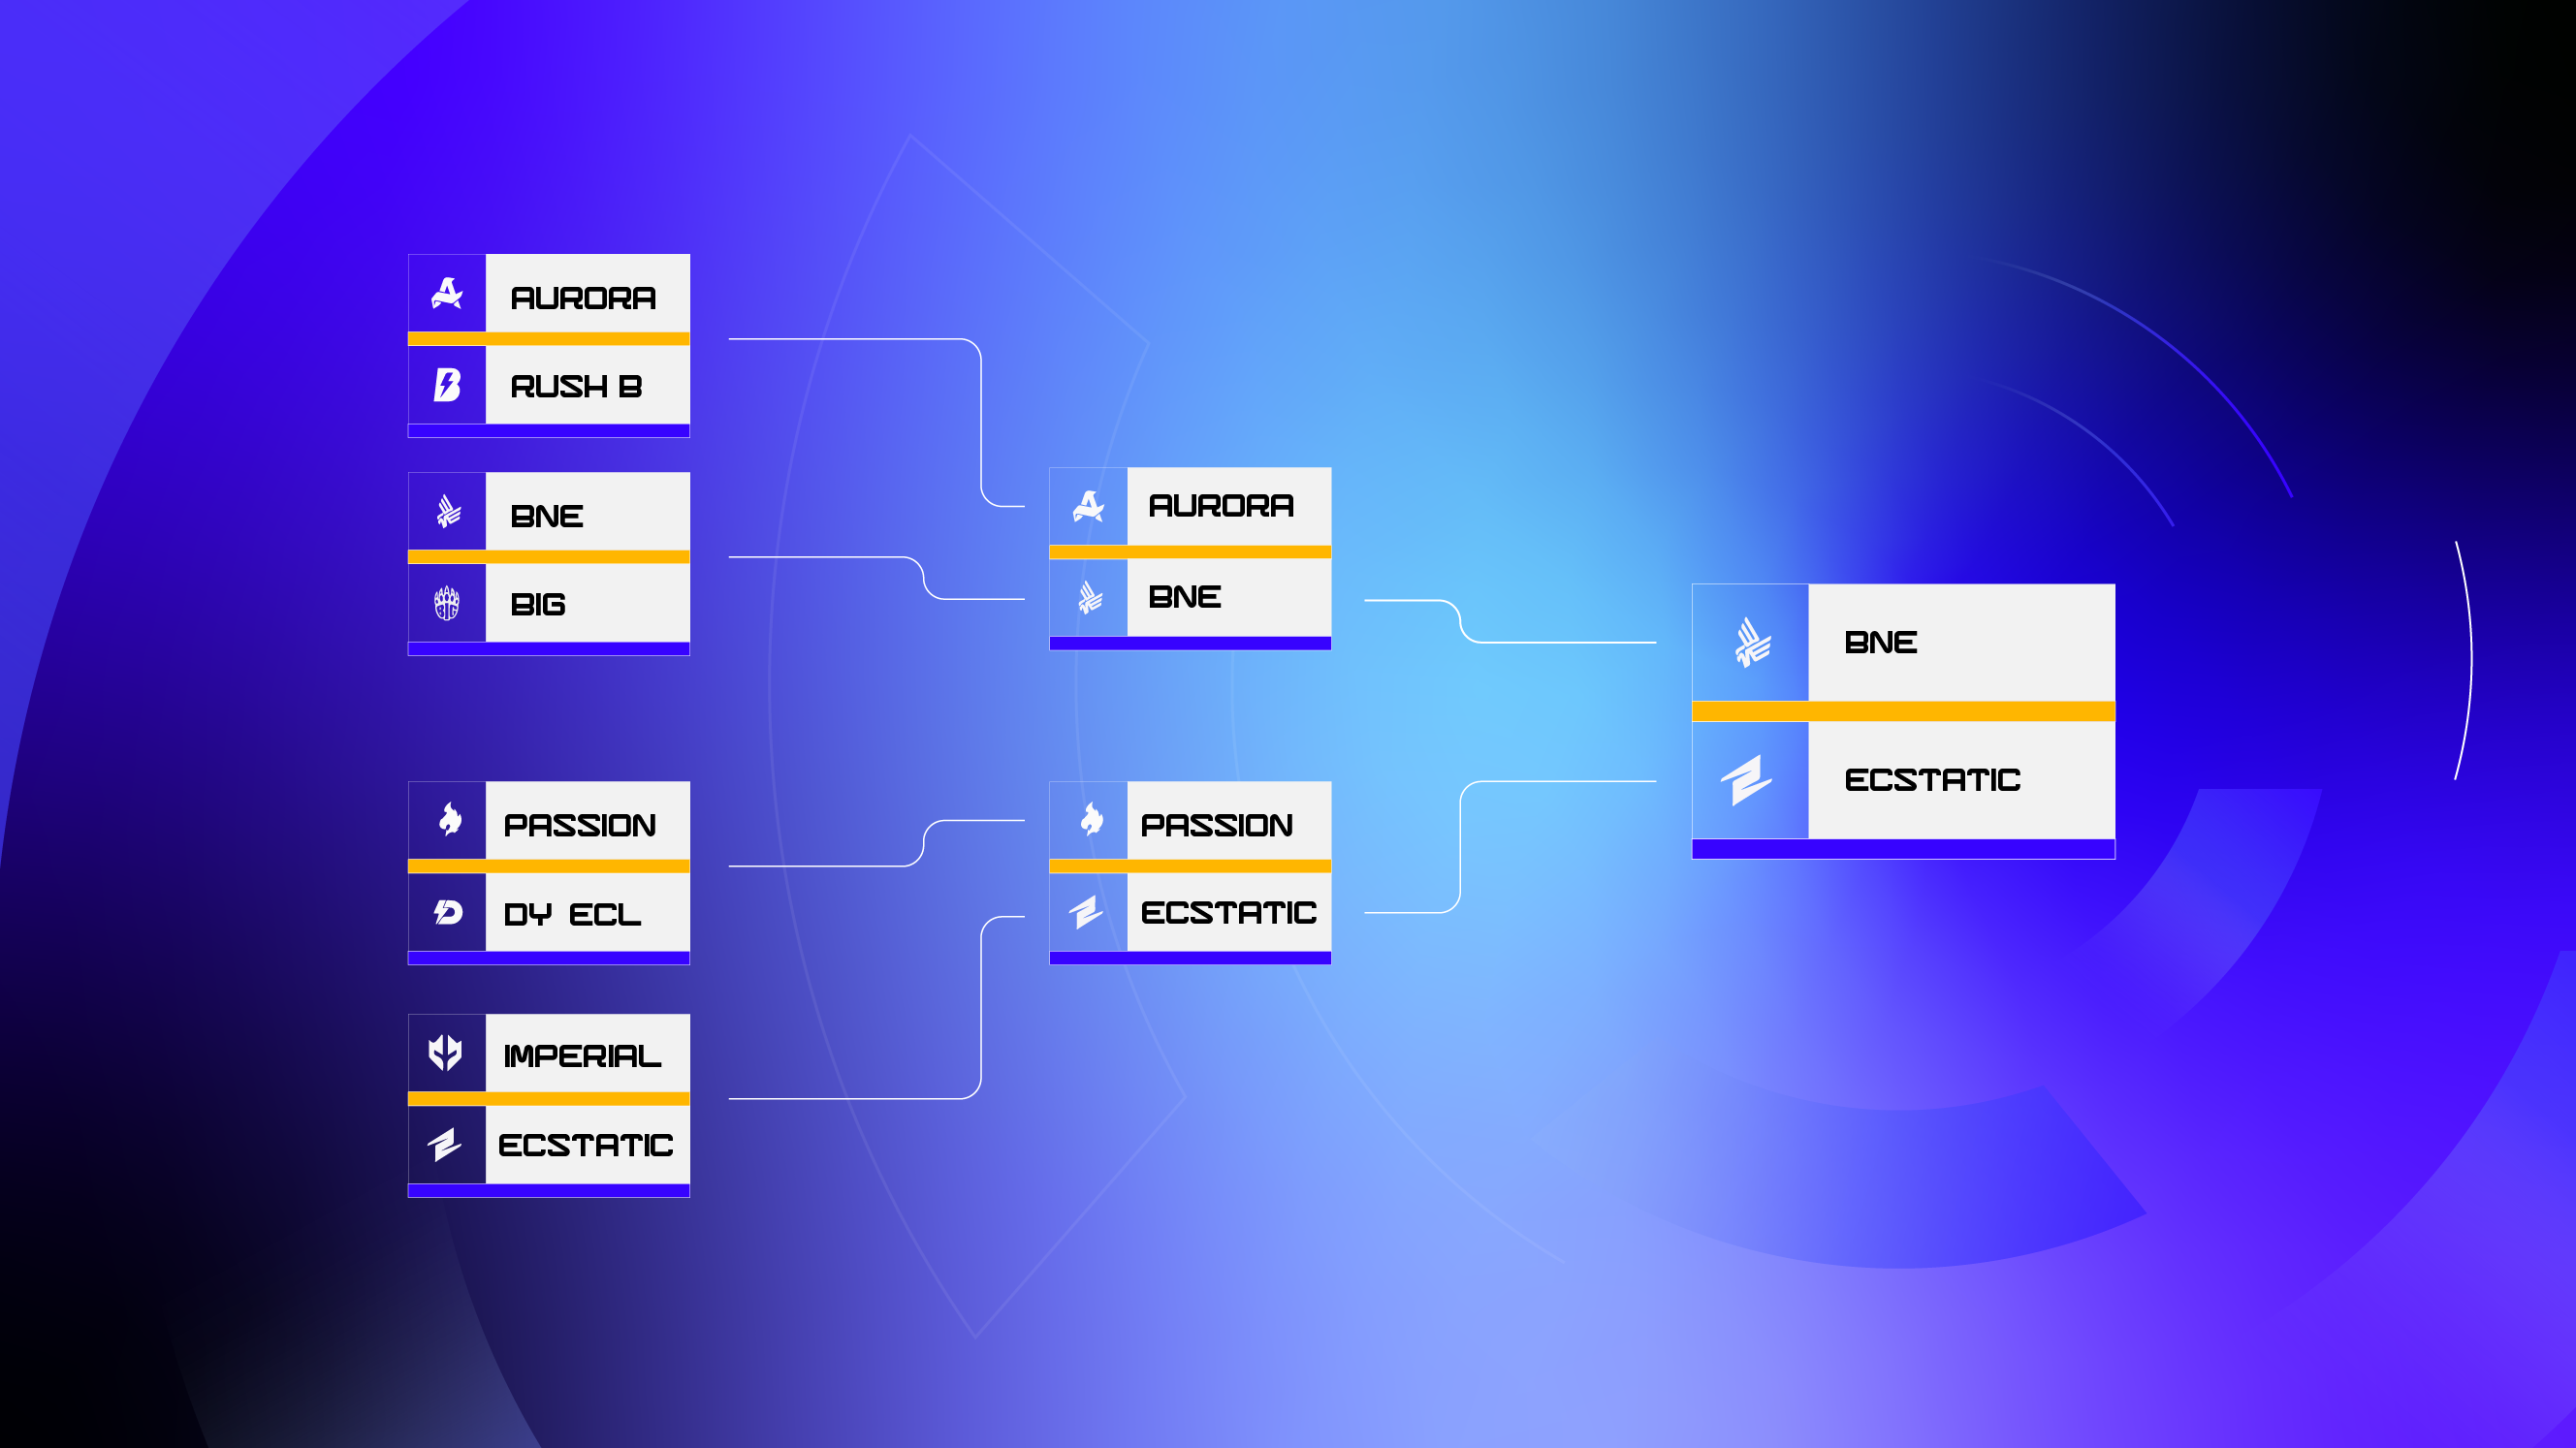 AURORA
RUSH B
BNE
BIG
PASSION
DY ECL
IMPERIAL
ECSTATIC
AURORA
BNE
PASSION
ECSTATIC
BNE
ECSTATIC